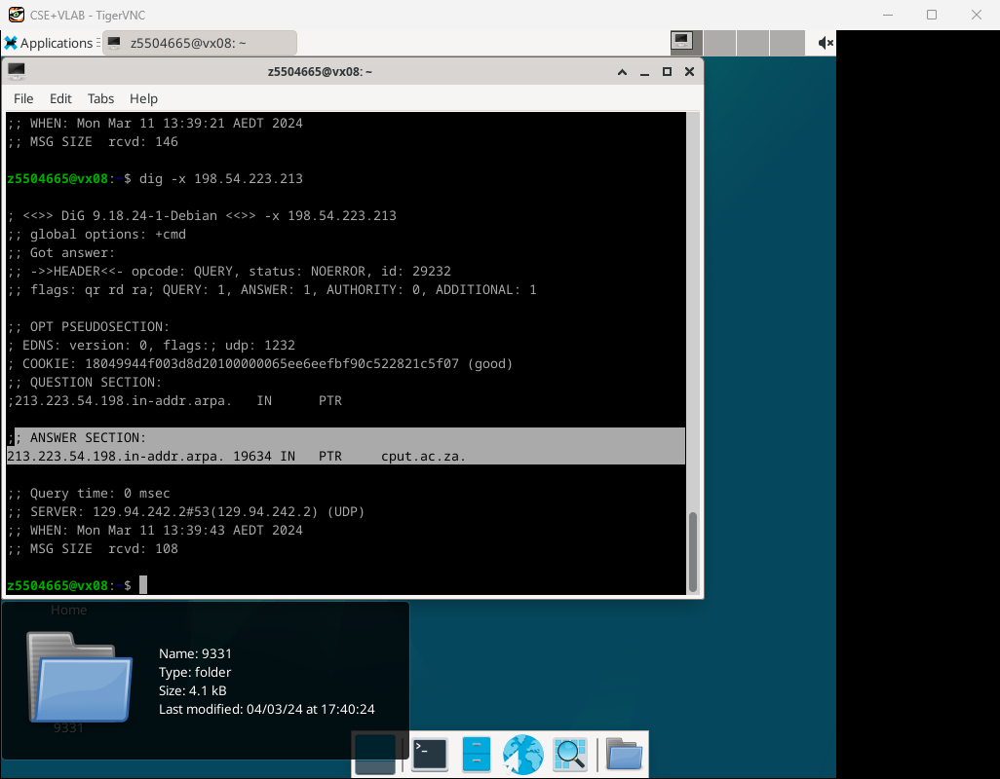 CSE+VLAB - TigerVNC
Applications
z5504665@vx08: ~
z5504665@vx08: ~
File Edit Tabs Help
;; WHEN: Mon Mar 11 13:39:21 AEDT 2024
;; MSG SIZE  rcvd: 146
z5504665@vx08:~$ dig -x 198.54.223.213
; <<>> DiG 9.18.24-1-Debian <<>> -x 198.54.223.213
;; global options: +cmd
;; Got answer:
;; ->>HEADER<<- opcode: QUERY, status: NOERROR, id: 29232
;; flags: qr rd ra; QUERY: 1, ANSWER: 1, AUTHORITY: 0, ADDITIONAL: 1
;; OPT PSEUDOSECTION:
; EDNS: version: 0, flags:; udp: 1232
; COOKIE: 18049944f003d8d20100000065ee6eefbf90c522821c5f07 (good)
;; QUESTION SECTION:
;213.223.54.198.in-addr.arpa.   IN      PTR
;; ANSWER SECTION:
213.223.54.198.in-addr.arpa. 19634 IN   PTR     cput.ac.za.
;; Query time: 0 msec
;; SERVER: 129.94.242.2#53(129.94.242.2) (UDP)
;; WHEN: Mon Mar 11 13:39:43 AEDT 2024
;; MSG SIZE  rcvd: 108
z5504665@vx08:~$
Home
Name: 9331
Type: folder
Size: 4.1 kB
Last modified: 04/03/24 at 17:40:24
9331